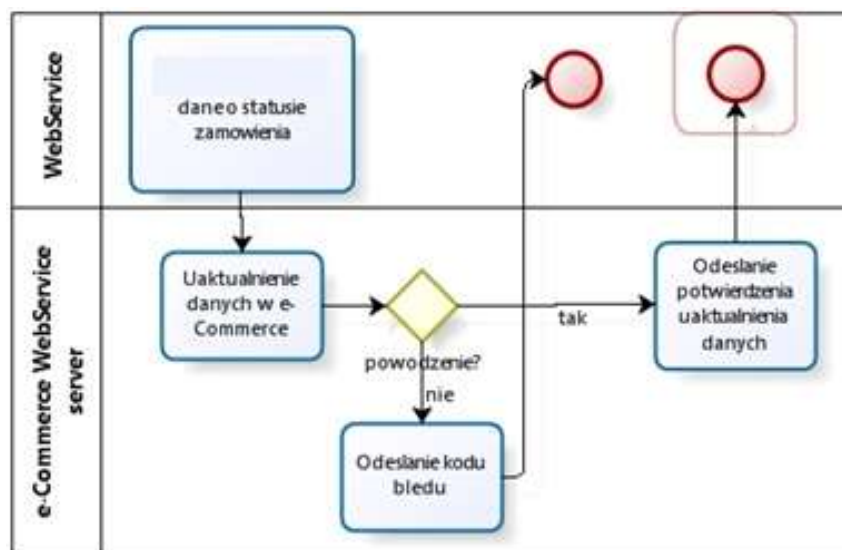 WebService
daneo statusie
zamowienia
e-Commerce WebService
server
Uaktualnienie
danych w e-
Commerce
powodzenie?
nie
tak
Odeslanie
potwierdzenia
uaktualnienia
danych
Odeslanie kodu
bledu